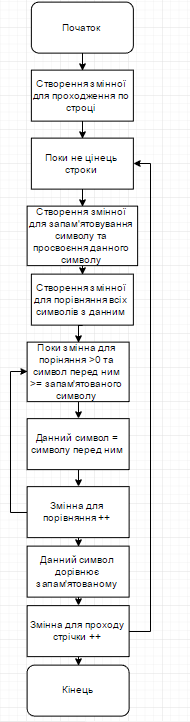 Початок
Створення змінної
для проходження по
строці
Поки не цінець
строки
Створення змінної
для запам'ятовування
символу та
просвоєння данного
символу
Створення змінної
для порівняння всіх
символів з данним
Поки змінна для
поріняння >0 та
символ перед ним
>= запам'ятованого
символу
Данний символ =
символу перед ним
Змінна для
порівняння ++
Данний символ
дорівнює
запам'ятованому
Змінна для проходу
стрічки ++
Кінець